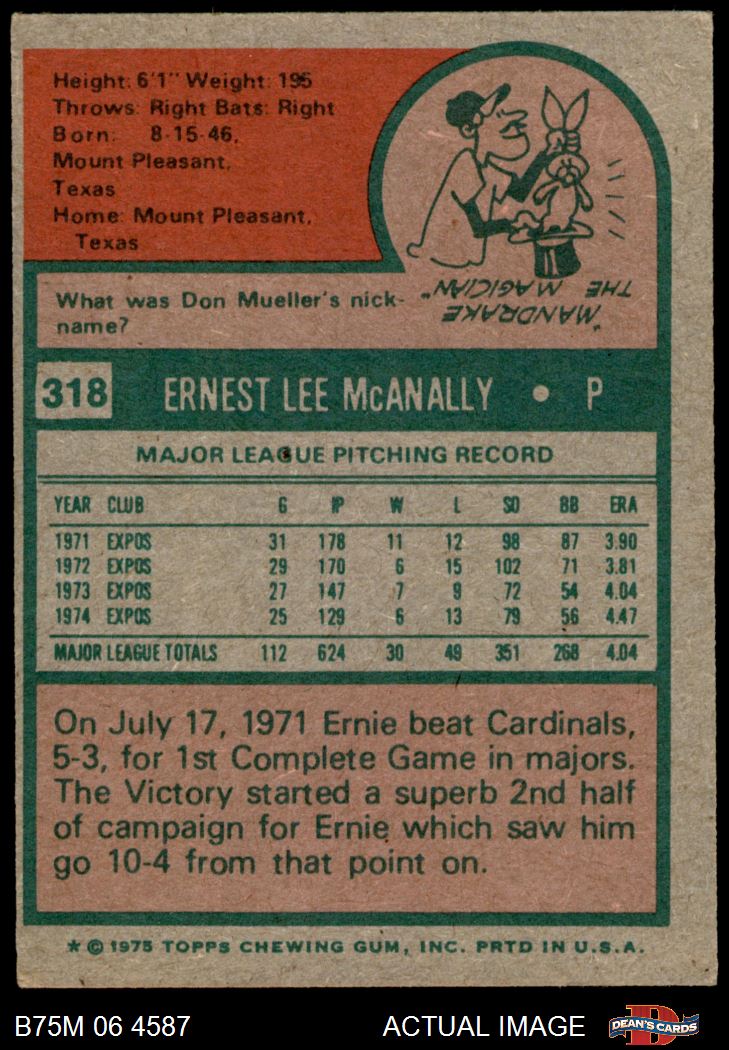 Height: 6'1" Weight: 195
Throws: Right Bats: Right
Born: 8-15-46,
Mount Pleasant,
Texas
Home: Mount Pleasant,
Texas
What was Don Mueller's nick-
name?
"MANDRAKE
THE MAGICIAN"
318 ERNEST LEE McANALLY • P
MAJOR LEAGUE PITCHING RECORD
YEAR CLUB G IP W L SO BB ERA
1971 EXPOS 31 178 11 12 98 87 3.90
1972 EXPOS 29 170 6 15 102 71 3.81
1973 EXPOS 27 147 7 9 72 54 4.04
1974 EXPOS 25 129 6 13 79 56 4.47
MAJOR LEAGUE TOTALS 112 624 30 49 351 268 4.04
On July 17, 1971 Ernie beat Cardinals,
5-3, for 1st Complete Game in majors.
The Victory started a superb 2nd half
of campaign for Ernie which saw him
go 10-4 from that point on.
* © 1975 TOPPS CHEWING GUM, INC. PRTD IN U.S.A.
B75M 06 4587 ACTUAL IMAGE D DEAN'S CARDS